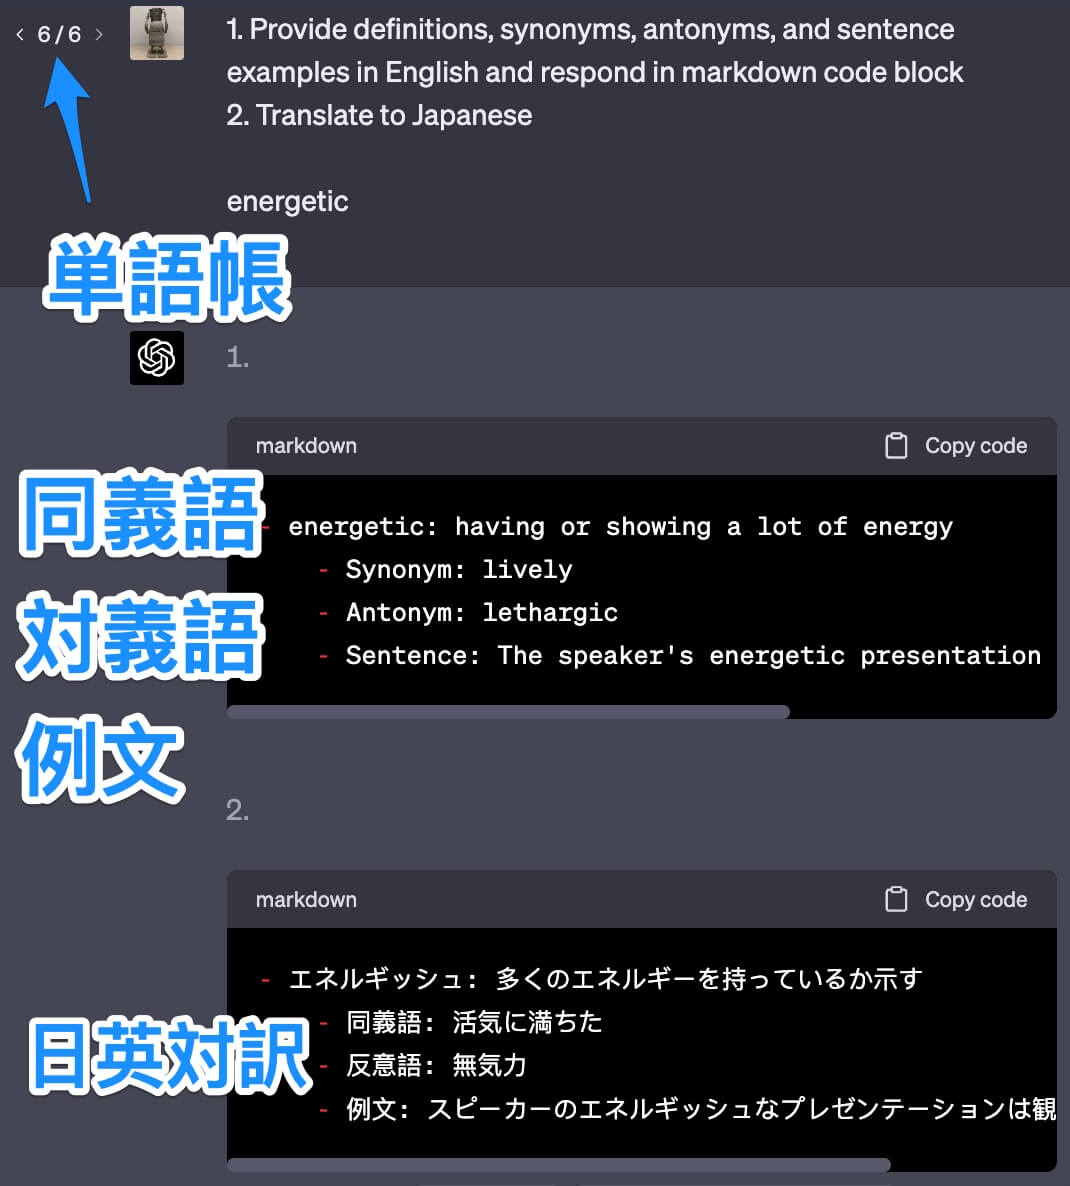 6 / 6
1. Provide definitions, synonyms, antonyms, and sentence
examples in English and respond in markdown code block
2. Translate to Japanese
energetic
単語帳
1.
markdown
Copy code
同義語
- energetic: having or showing a lot of energy
- Synonym: lively
対義語
- Antonym: lethargic
- Sentence: The speaker's energetic presentation
例文
2.
markdown
Copy code
- エネルギッシュ: 多くのエネルギーを持っているか示す
- 同義語: 活気に満ちた
日英対訳
- 反意語: 無気力
- 例文: スピーカーのエネルギッシュなプレゼンテーションは観